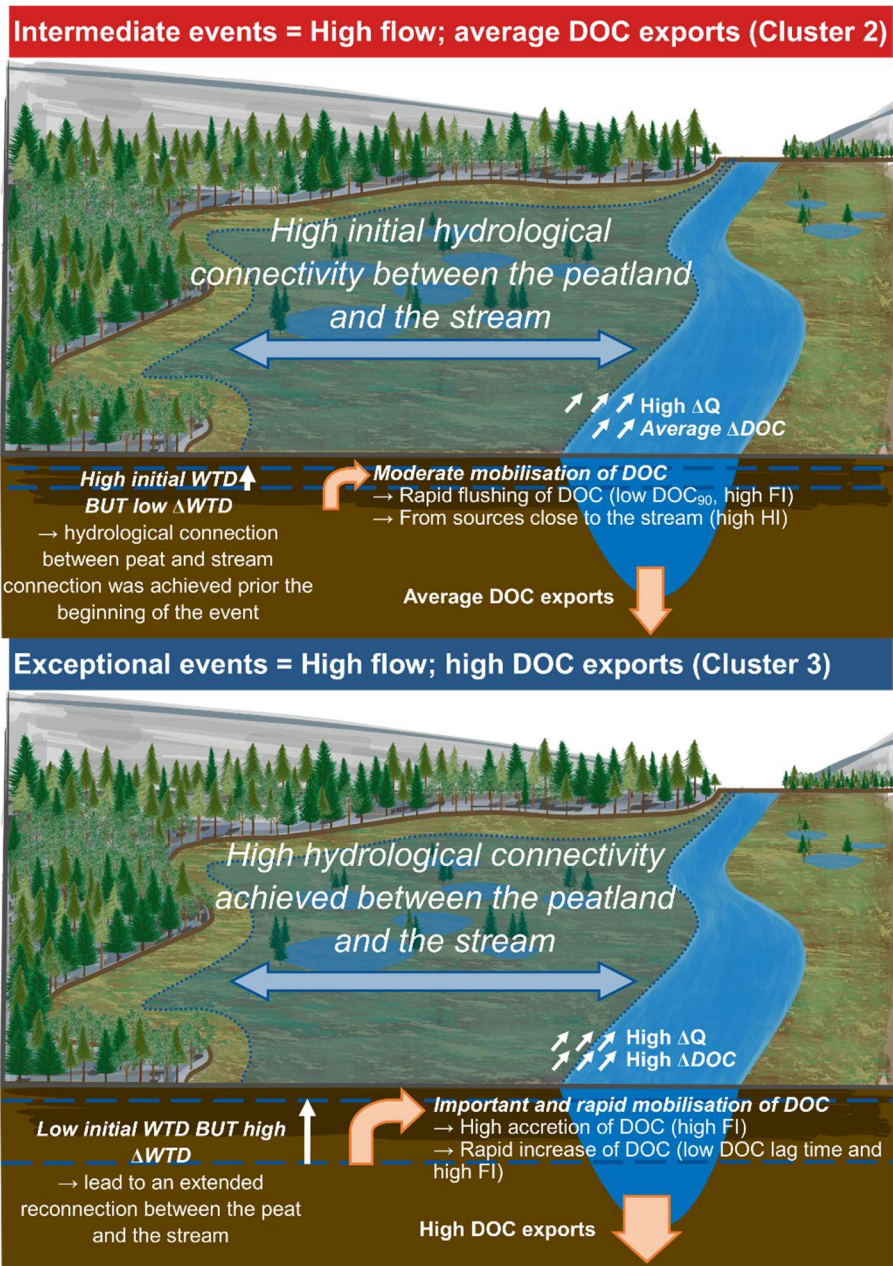 Intermediate events = High flow; average DOC exports (Cluster 2)
High initial hydrological
connectivity between the peatland
and the stream
High ΔQ
Average ΔDOC
High initial WTD
BUT low ΔWTD
→ hydrological connection
between peat and stream
connection was achieved prior the
beginning of the event
Moderate mobilisation of DOC
→ Rapid flushing of DOC (low DOC₉₀, high FI)
→ From sources close to the stream (high HI)
Average DOC exports
Exceptional events = High flow; high DOC exports (Cluster 3)
High hydrological connectivity
achieved between the peatland
and the stream
High ΔQ
High ΔDOC
Low initial WTD BUT high
ΔWTD
→ lead to an extended
reconnection between the peat
and the stream
Important and rapid mobilisation of DOC
→ High accretion of DOC (high FI)
→ Rapid increase of DOC (low DOC lag time and
high FI)
High DOC exports